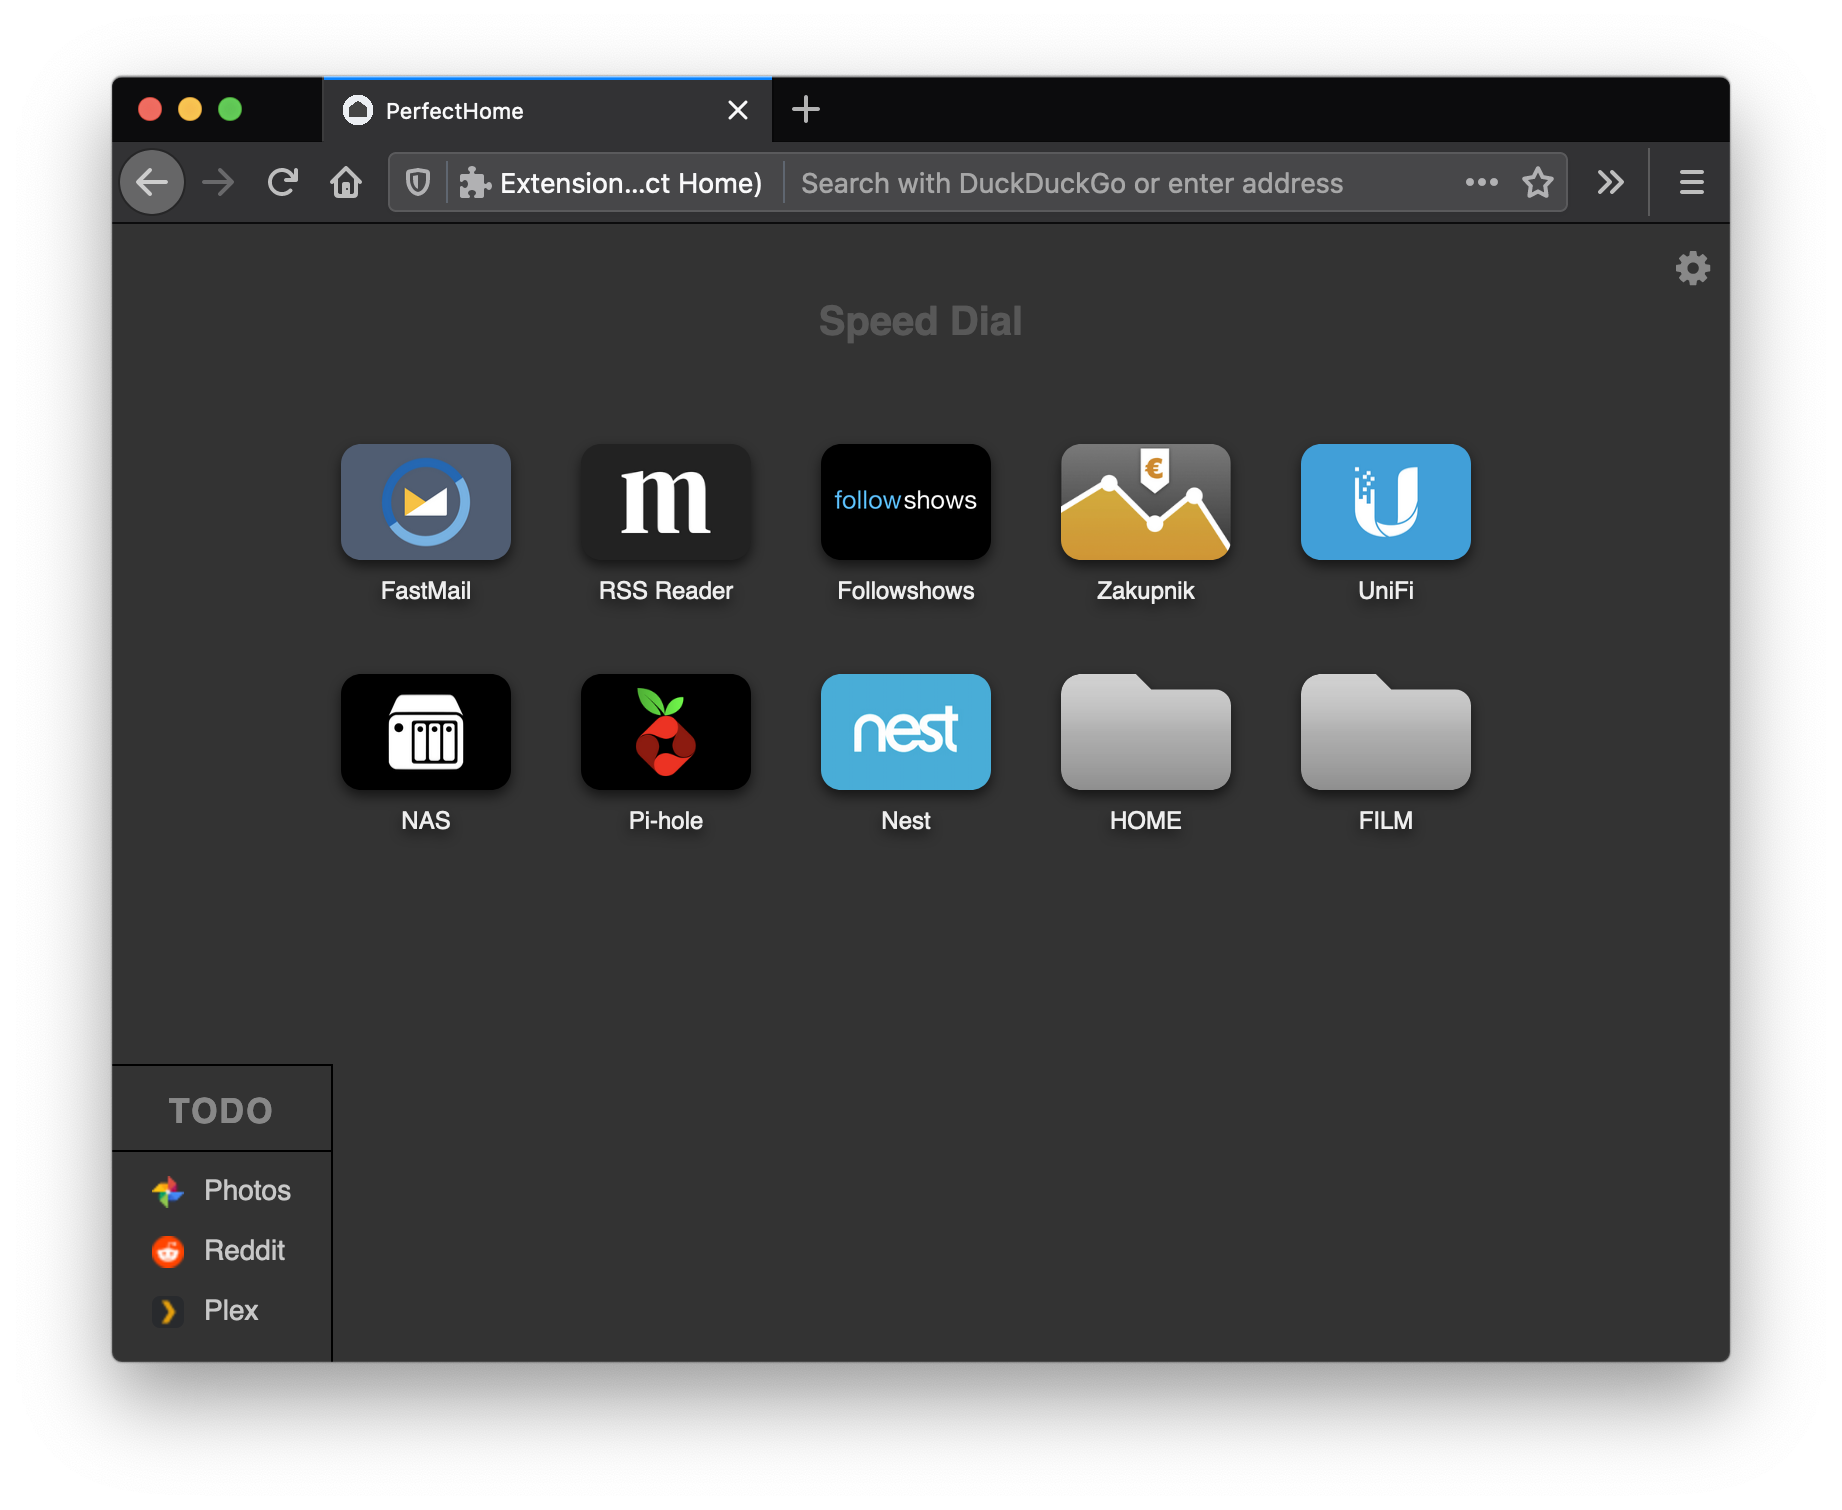 PerfectHome
Extension...ct Home) Search with DuckDuckGo or enter address
Speed Dial
m followshows € U
FastMail RSS Reader Followshows Zakupnik UniFi
nest
NAS Pi-hole Nest HOME FILM
TODO
Photos
Reddit
Plex